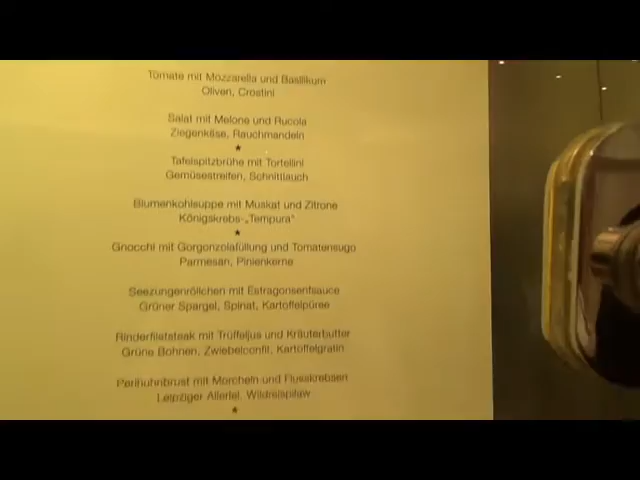 Tomate mit Mozzarella und Basilikum
Oliven, Crostini
Salat mit Melone und Rucola
Ziegenkäse, Rauchmandeln
*
Tafelspitzbrühe mit Tortellini
Gemüsestreifen, Schnittlauch
Blumenkohlsuppe mit Muskat und Zitrone
Königskrebs-„Tempura“
*
Gnocchi mit Gorgonzolafüllung und Tomatensugo
Parmesan, Pinienkerne
Seezungenröllchen mit Estragonsenfsauce
Grüner Spargel, Spinat, Kartoffelpüree
Rinderfiletsteak mit Trüffeljus und Kräuterbutter
Grüne Bohnen, Zwiebelconfit, Kartoffelgratin
Perlhuhnbrust mit Morcheln und Flusskrebsen
Leipziger Allerlei, Wildreispilaw
*